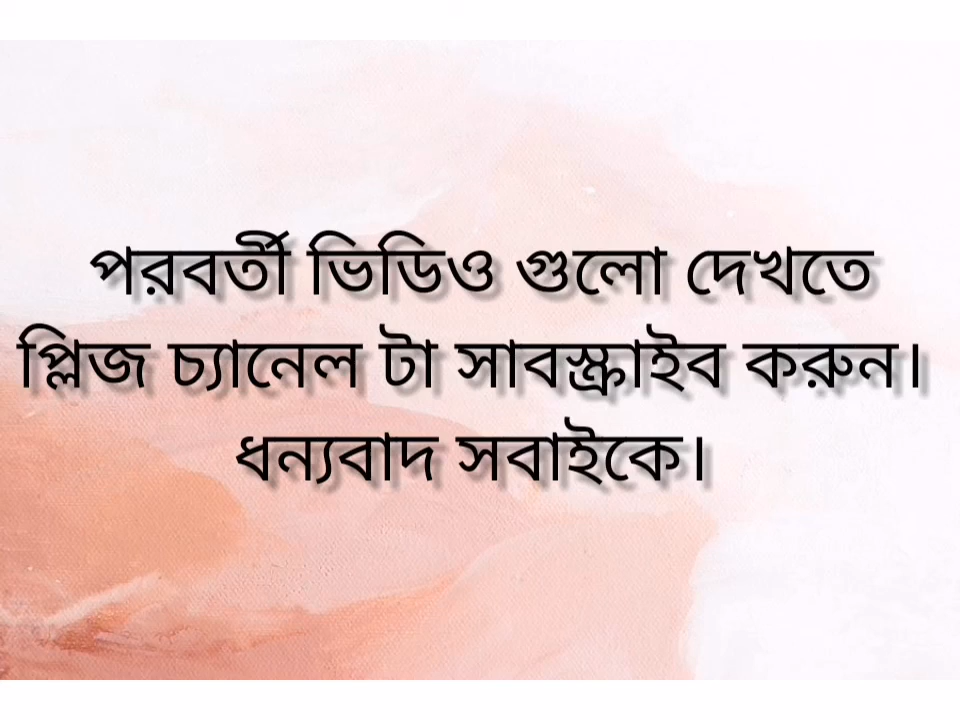 পরবর্তী ভিডিও গুলো দেখতে
প্লিজ চ্যানেল টা সাবস্ক্রাইব করুন।
ধন্যবাদ সবাইকে।